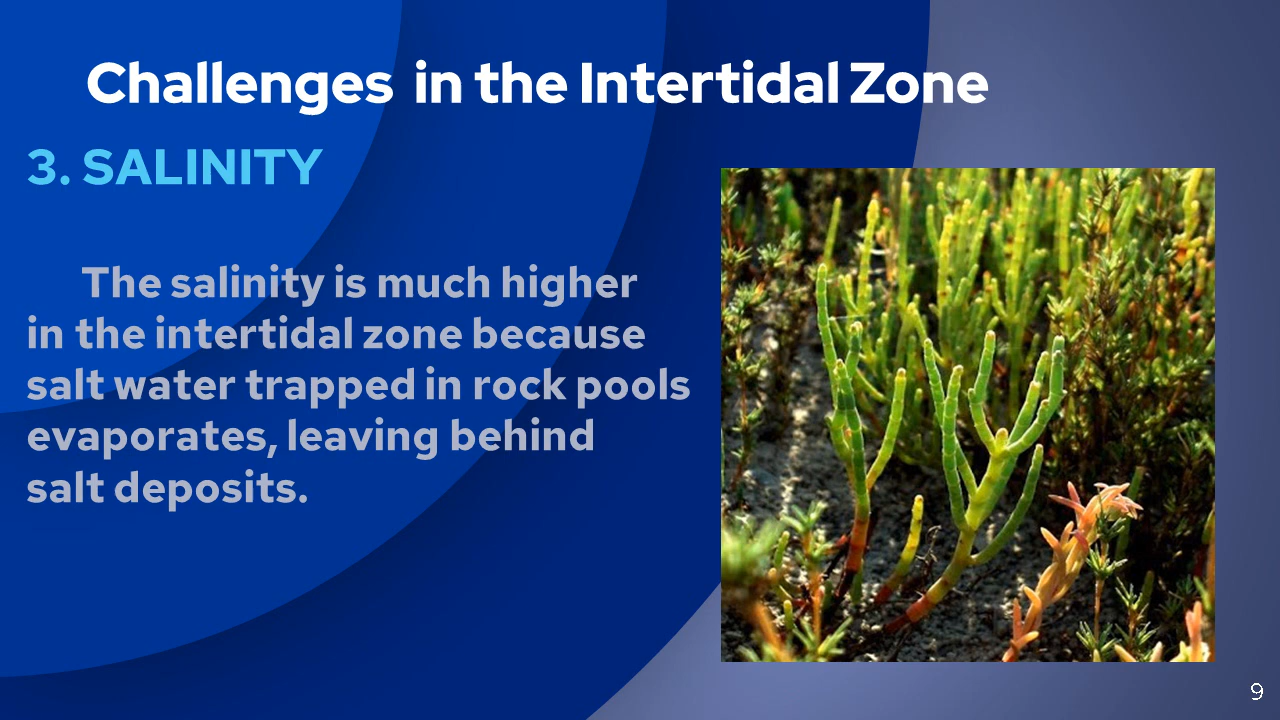 Challenges in the Intertidal Zone
3. SALINITY
The salinity is much higher
in the intertidal zone because
salt water trapped in rock pools
evaporates, leaving behind
salt deposits.
9